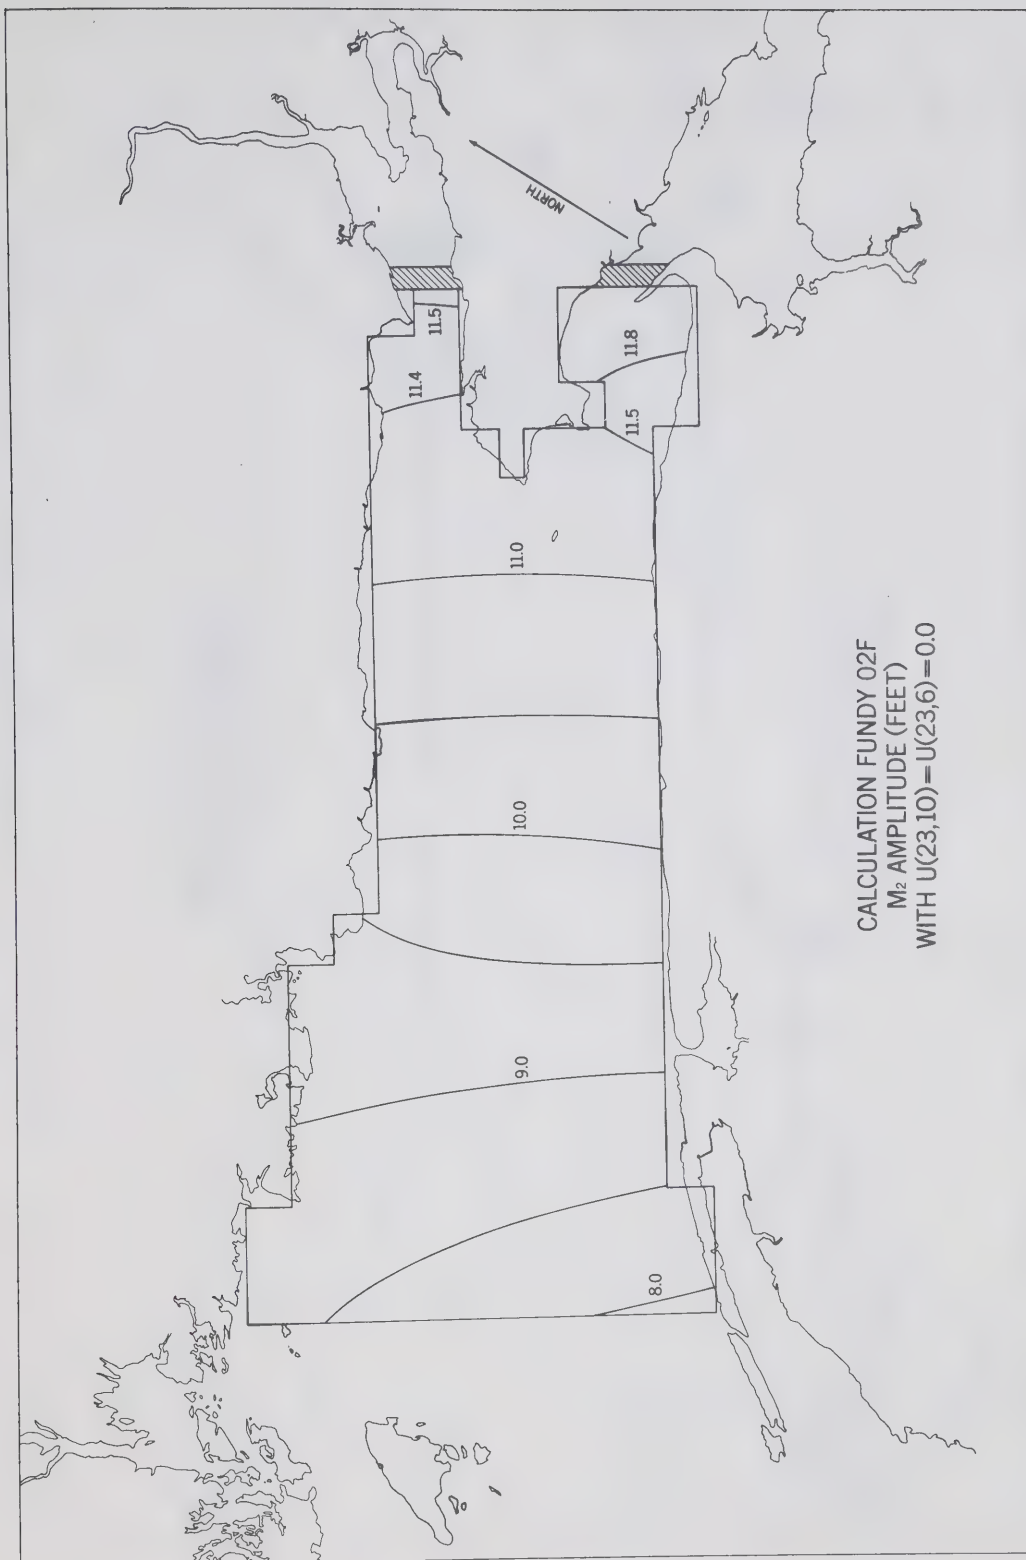 NORTH
11.5
11.4
11.8
11.5
11.0
10.0
9.0
8.0
CALCULATION FUNDY 02F
M₂ AMPLITUDE (FEET)
WITH U(23,10)=U(23,6)=0.0